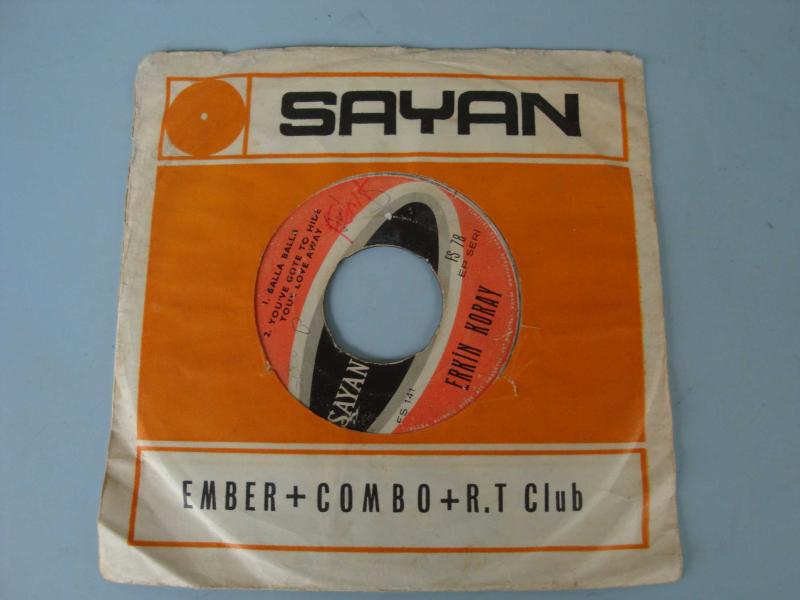 SAYAN
1. BALLA BALLA
2. YOU'VE GOTE TO HIDE
YOUR LOVE AWAY
FS 78
EP SERI
ERKİN KORAY
SAYAN
FS 141
EMBER+COMBO+R.T Club